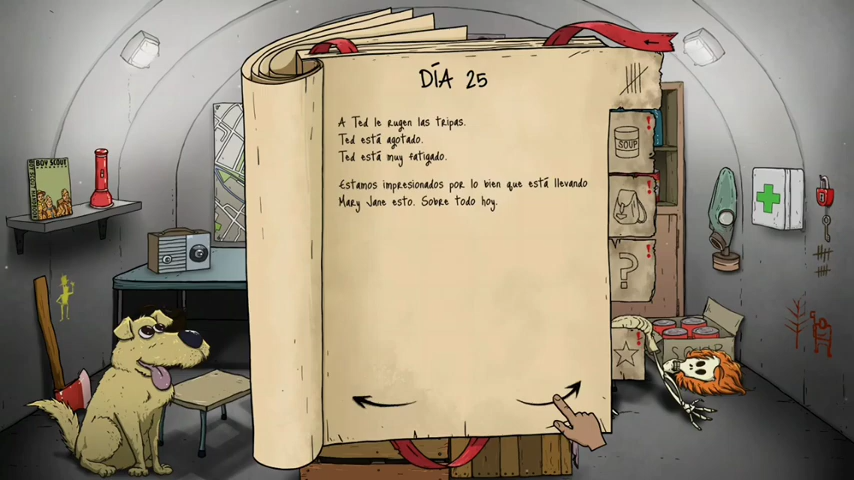 DÍA 25
A Ted le rugen las tripas.
Ted está agotado.
Ted está muy fatigado.
Estamos impresionados por lo bien que está llevando
Mary Jane esto. Sobre todo hoy.
BOY SCOUT
SOUP
!
!
!
?
!